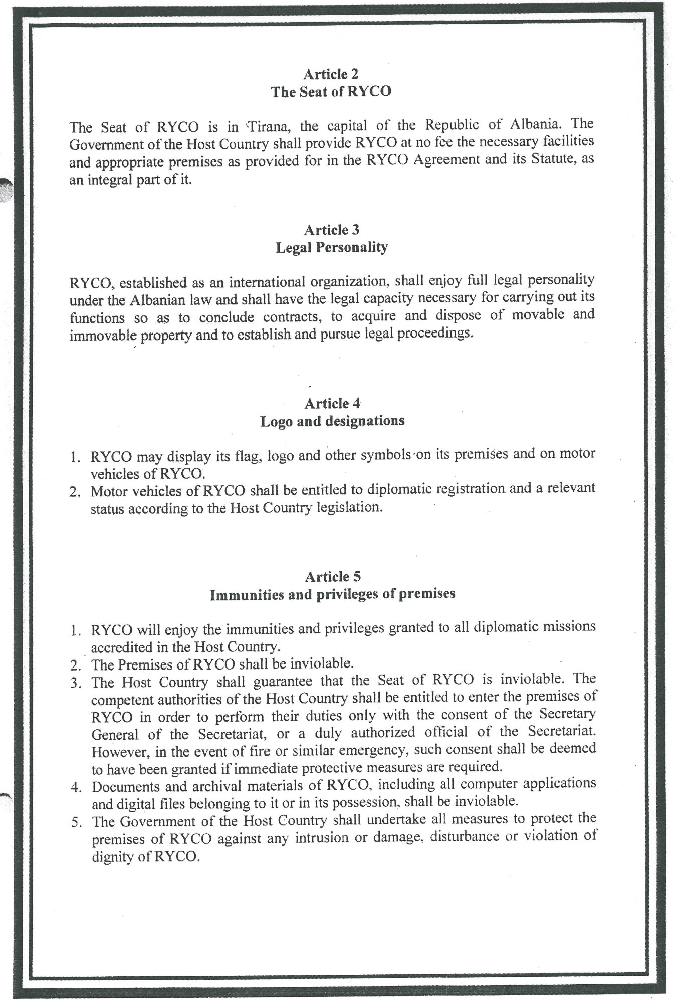 Article 2
The Seat of RYCO
The Seat of RYCO is in Tirana, the capital of the Republic of Albania. The
Government of the Host Country shall provide RYCO at no fee the necessary facilities
and appropriate premises as provided for in the RYCO Agreement and its Statute, as
an integral part of it.
Article 3
Legal Personality
RYCO, established as an international organization, shall enjoy full legal personality
under the Albanian law and shall have the legal capacity necessary for carrying out its
functions so as to conclude contracts, to acquire and dispose of movable and
immovable property and to establish and pursue legal proceedings.
Article 4
Logo and designations
1. RYCO may display its flag, logo and other symbols on its premises and on motor
vehicles of RYCO.
2. Motor vehicles of RYCO shall be entitled to diplomatic registration and a relevant
status according to the Host Country legislation.
Article 5
Immunities and privileges of premises
1. RYCO will enjoy the immunities and privileges granted to all diplomatic missions
accredited in the Host Country.
2. The Premises of RYCO shall be inviolable.
3. The Host Country shall guarantee that the Seat of RYCO is inviolable. The
competent authorities of the Host Country shall be entitled to enter the premises of
RYCO in order to perform their duties only with the consent of the Secretary
General of the Secretariat, or a duly authorized official of the Secretariat.
However, in the event of fire or similar emergency, such consent shall be deemed
to have been granted if immediate protective measures are required.
4. Documents and archival materials of RYCO, including all computer applications
and digital files belonging to it or in its possession, shall be inviolable.
5. The Government of the Host Country shall undertake all measures to protect the
premises of RYCO against any intrusion or damage, disturbance or violation of
dignity of RYCO.